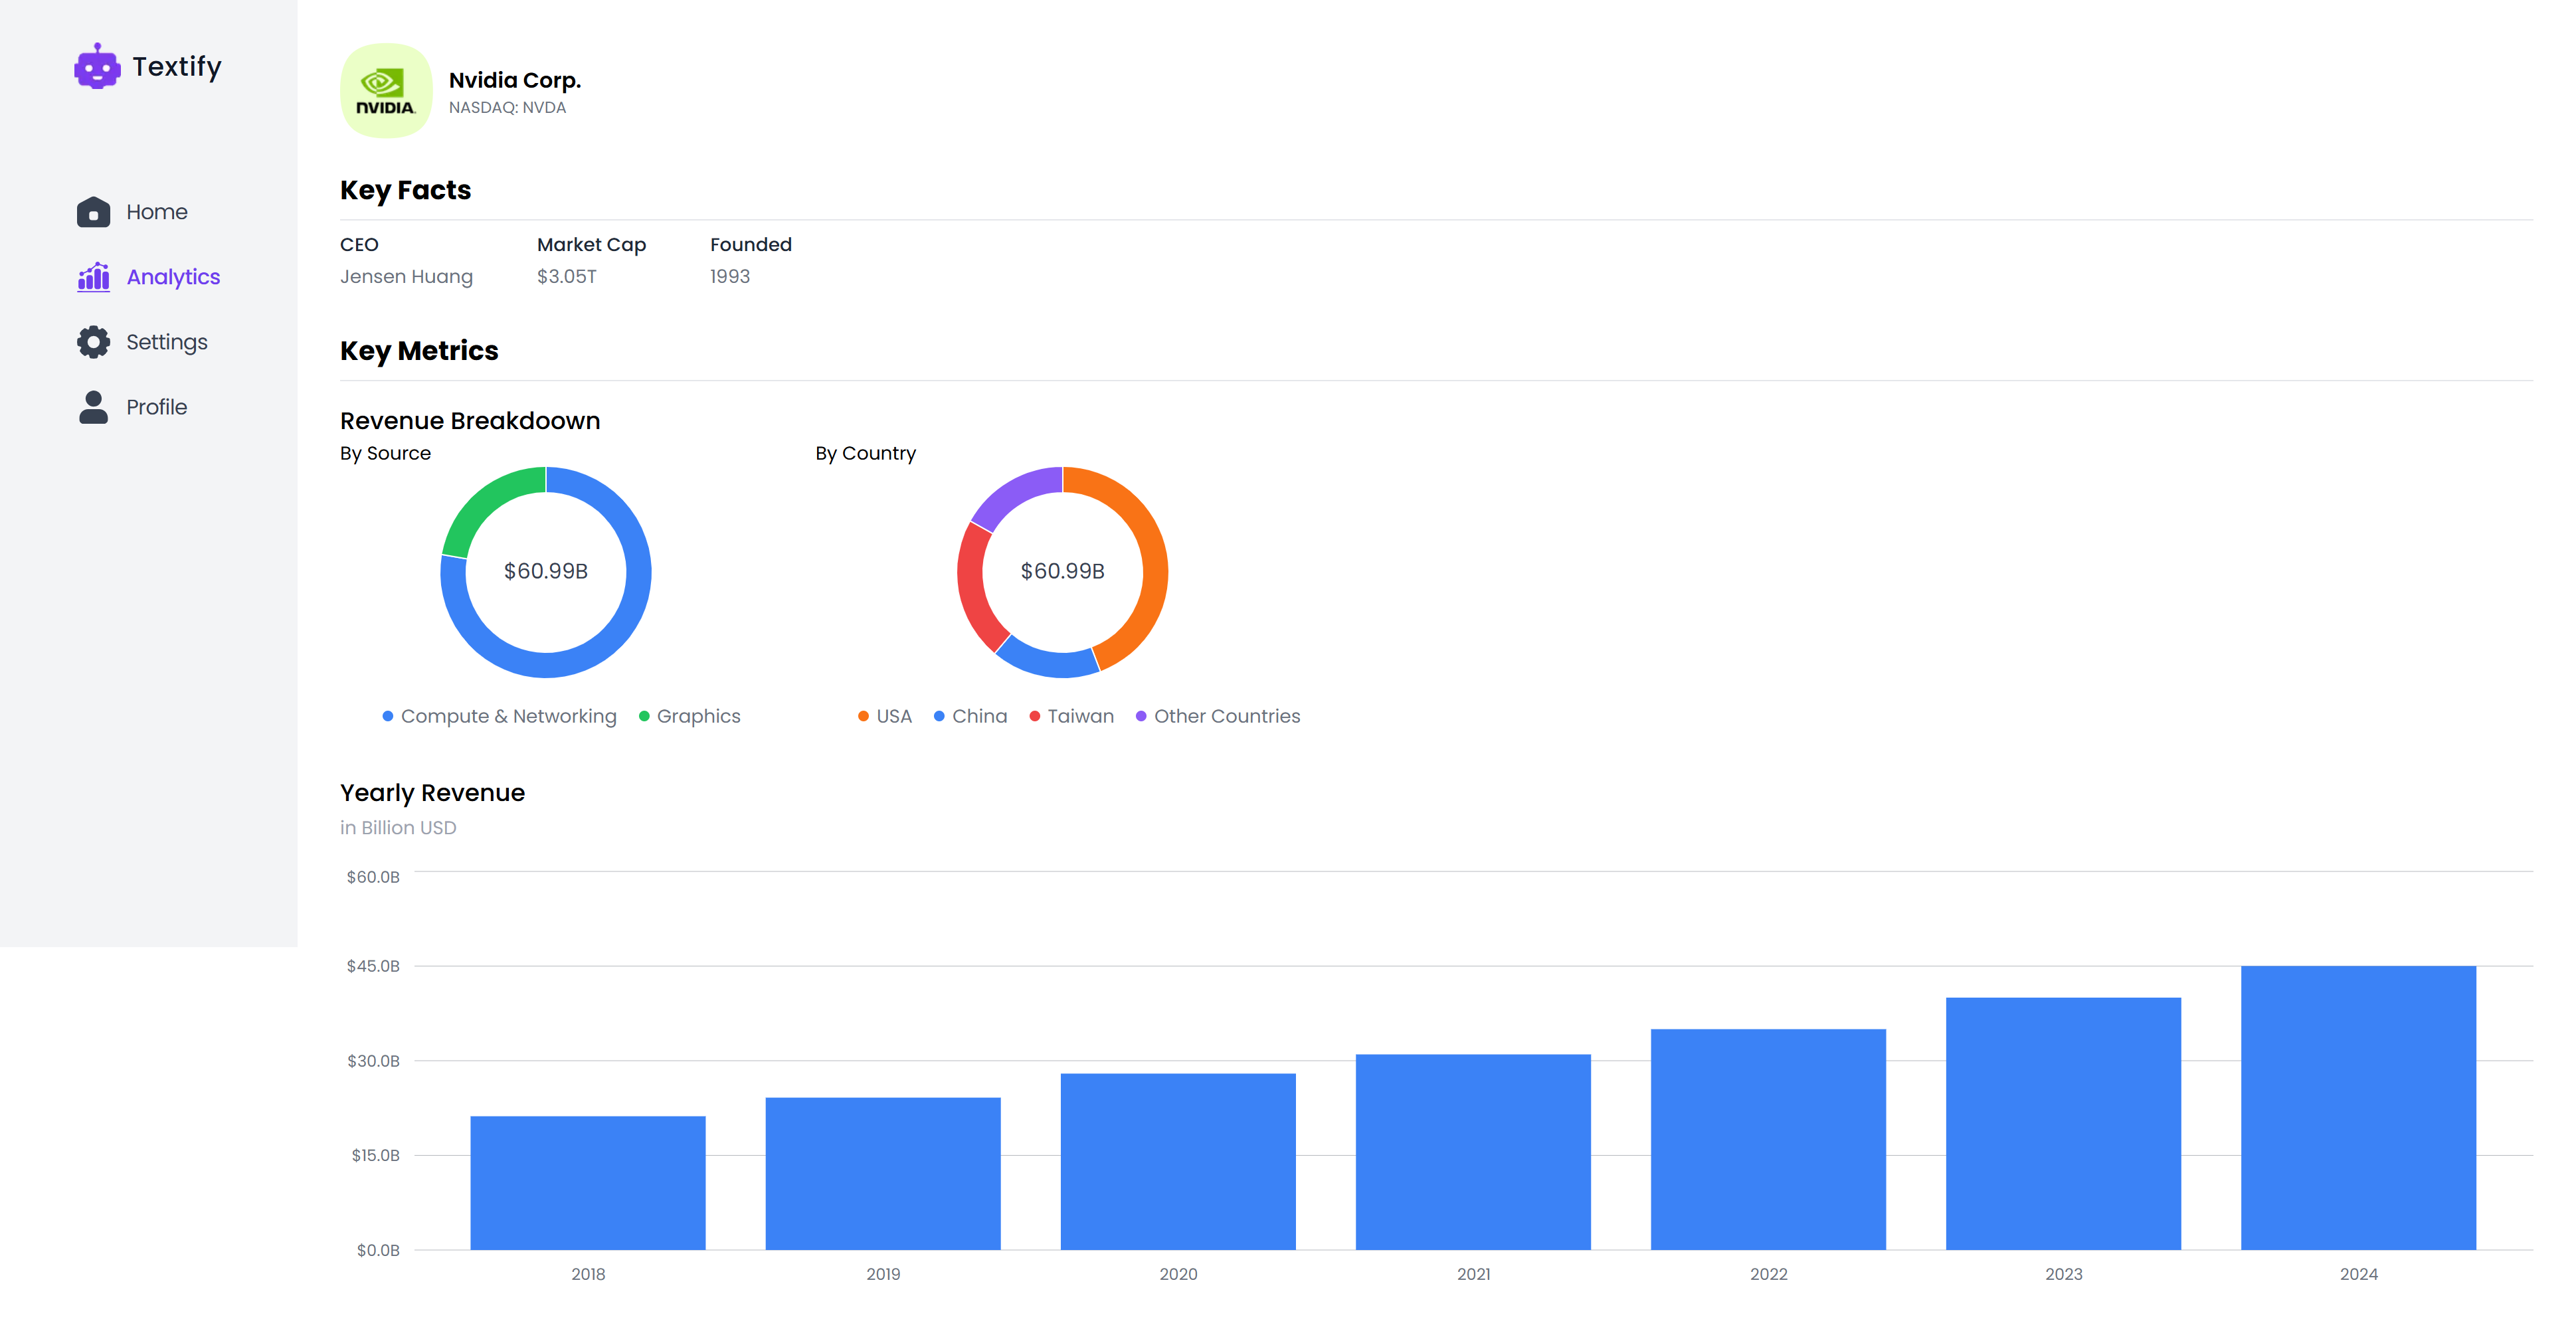 Textify
Home
Analytics
Settings
Profile
NVIDIA.
Nvidia Corp.
NASDAQ: NVDA
Key Facts
CEO Market Cap Founded
Jensen Huang $3.05T 1993
Key Metrics
Revenue Breakdoown
By Source By Country
$60.99B $60.99B
Compute & Networking Graphics USA China Taiwan Other Countries
Yearly Revenue
in Billion USD
$60.0B
$45.0B
$30.0B
$15.0B
$0.0B
2018 2019 2020 2021 2022 2023 2024